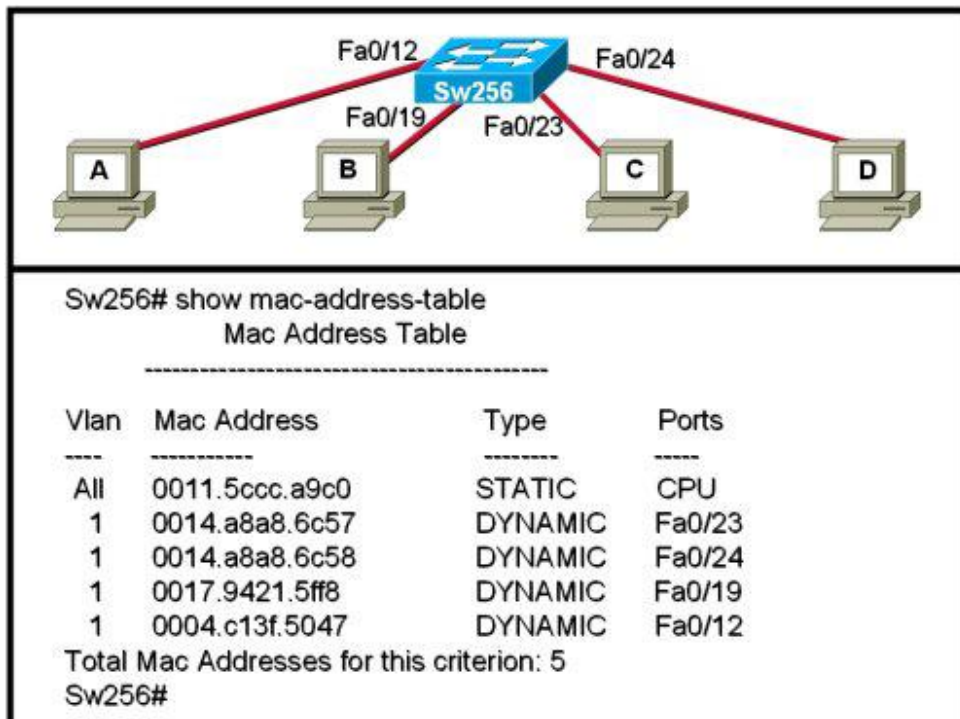 Fa0/12
Fa0/24
Sw256
Fa0/19
Fa0/23
A
B
C
D
Sw256# show mac-address-table
Mac Address Table
-------------------------------------------
Vlan Mac Address Type Ports
---- ----------- -------- -----
All 0011.5ccc.a9c0 STATIC CPU
1 0014.a8a8.6c57 DYNAMIC Fa0/23
1 0014.a8a8.6c58 DYNAMIC Fa0/24
1 0017.9421.5ff8 DYNAMIC Fa0/19
1 0004.c13f.5047 DYNAMIC Fa0/12
Total Mac Addresses for this criterion: 5
Sw256#